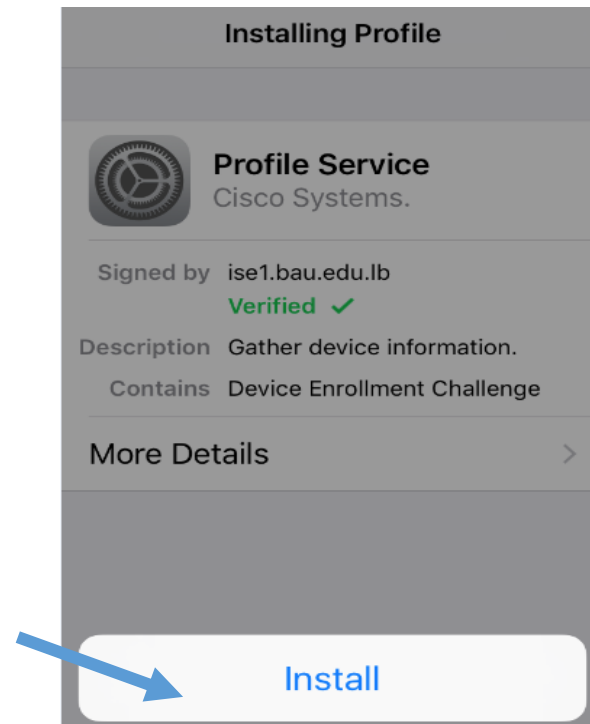 Installing Profile
Profile Service
Cisco Systems.
Signed by ise1.bau.edu.lb
Verified ✓
Description Gather device information.
Contains Device Enrollment Challenge
More Details
Install